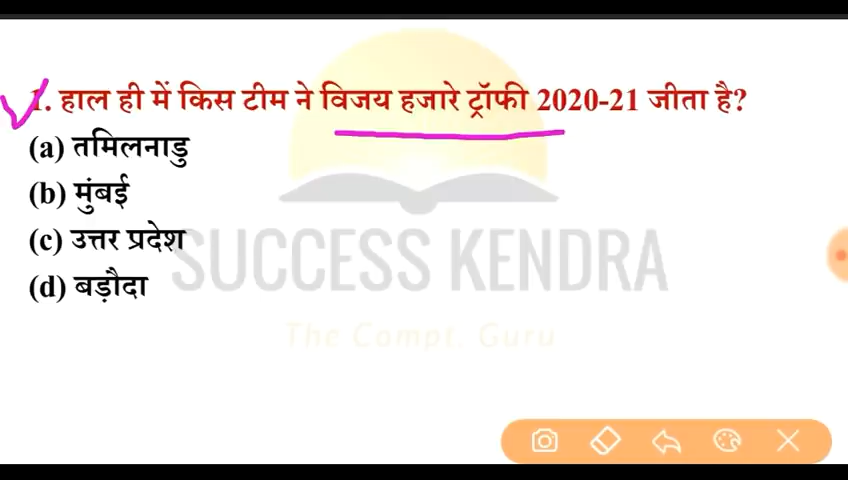 1. हाल ही में किस टीम ने विजय हजारे ट्रॉफी 2020-21 जीता है?
(a) तमिलनाडु
(b) मुंबई
(c) उत्तर प्रदेश
(d) बड़ौदा
SUCCESS KENDRA
The Compt. Guru